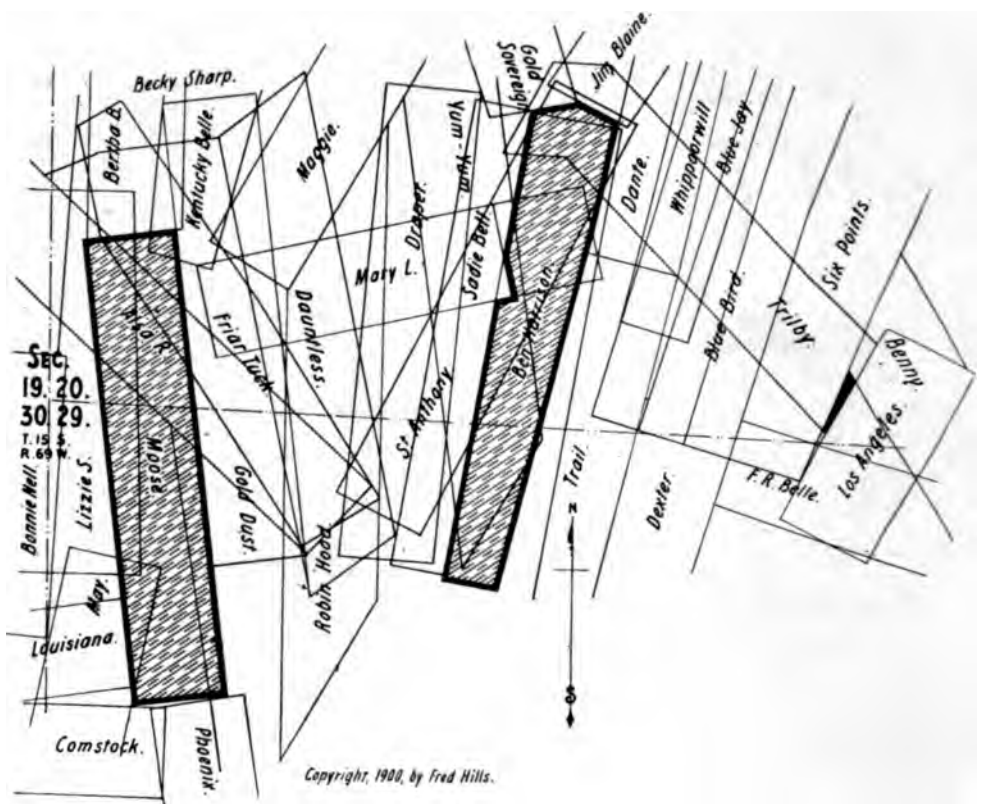 Becky Sharp.
Gold
Sovereign
Jim Blaine.
Bertha B.
Kentucky Belle.
Maggie.
Yum-Yum.
Draper.
Sadie Bell
Mary L.
Dante.
Whippoorwill
Blue Jay
Six Points.
Trilby.
Blue Bird.
Benny.
Los Angeles.
F. R. Belle.
Ben Harrison.
Friar Tuck
Dauntless.
St Anthony
SEC.
19. 20.
30. 29.
T. 15 S.
R. 69 W.
Bonnie Nell.
Lizzie S.
Moose
Gold Dust.
Robin Hood
Trail.
Dexter.
N
S
May.
Louisiana.
Comstock.
Phoenix.
Copyright, 1900, by Fred Hills.